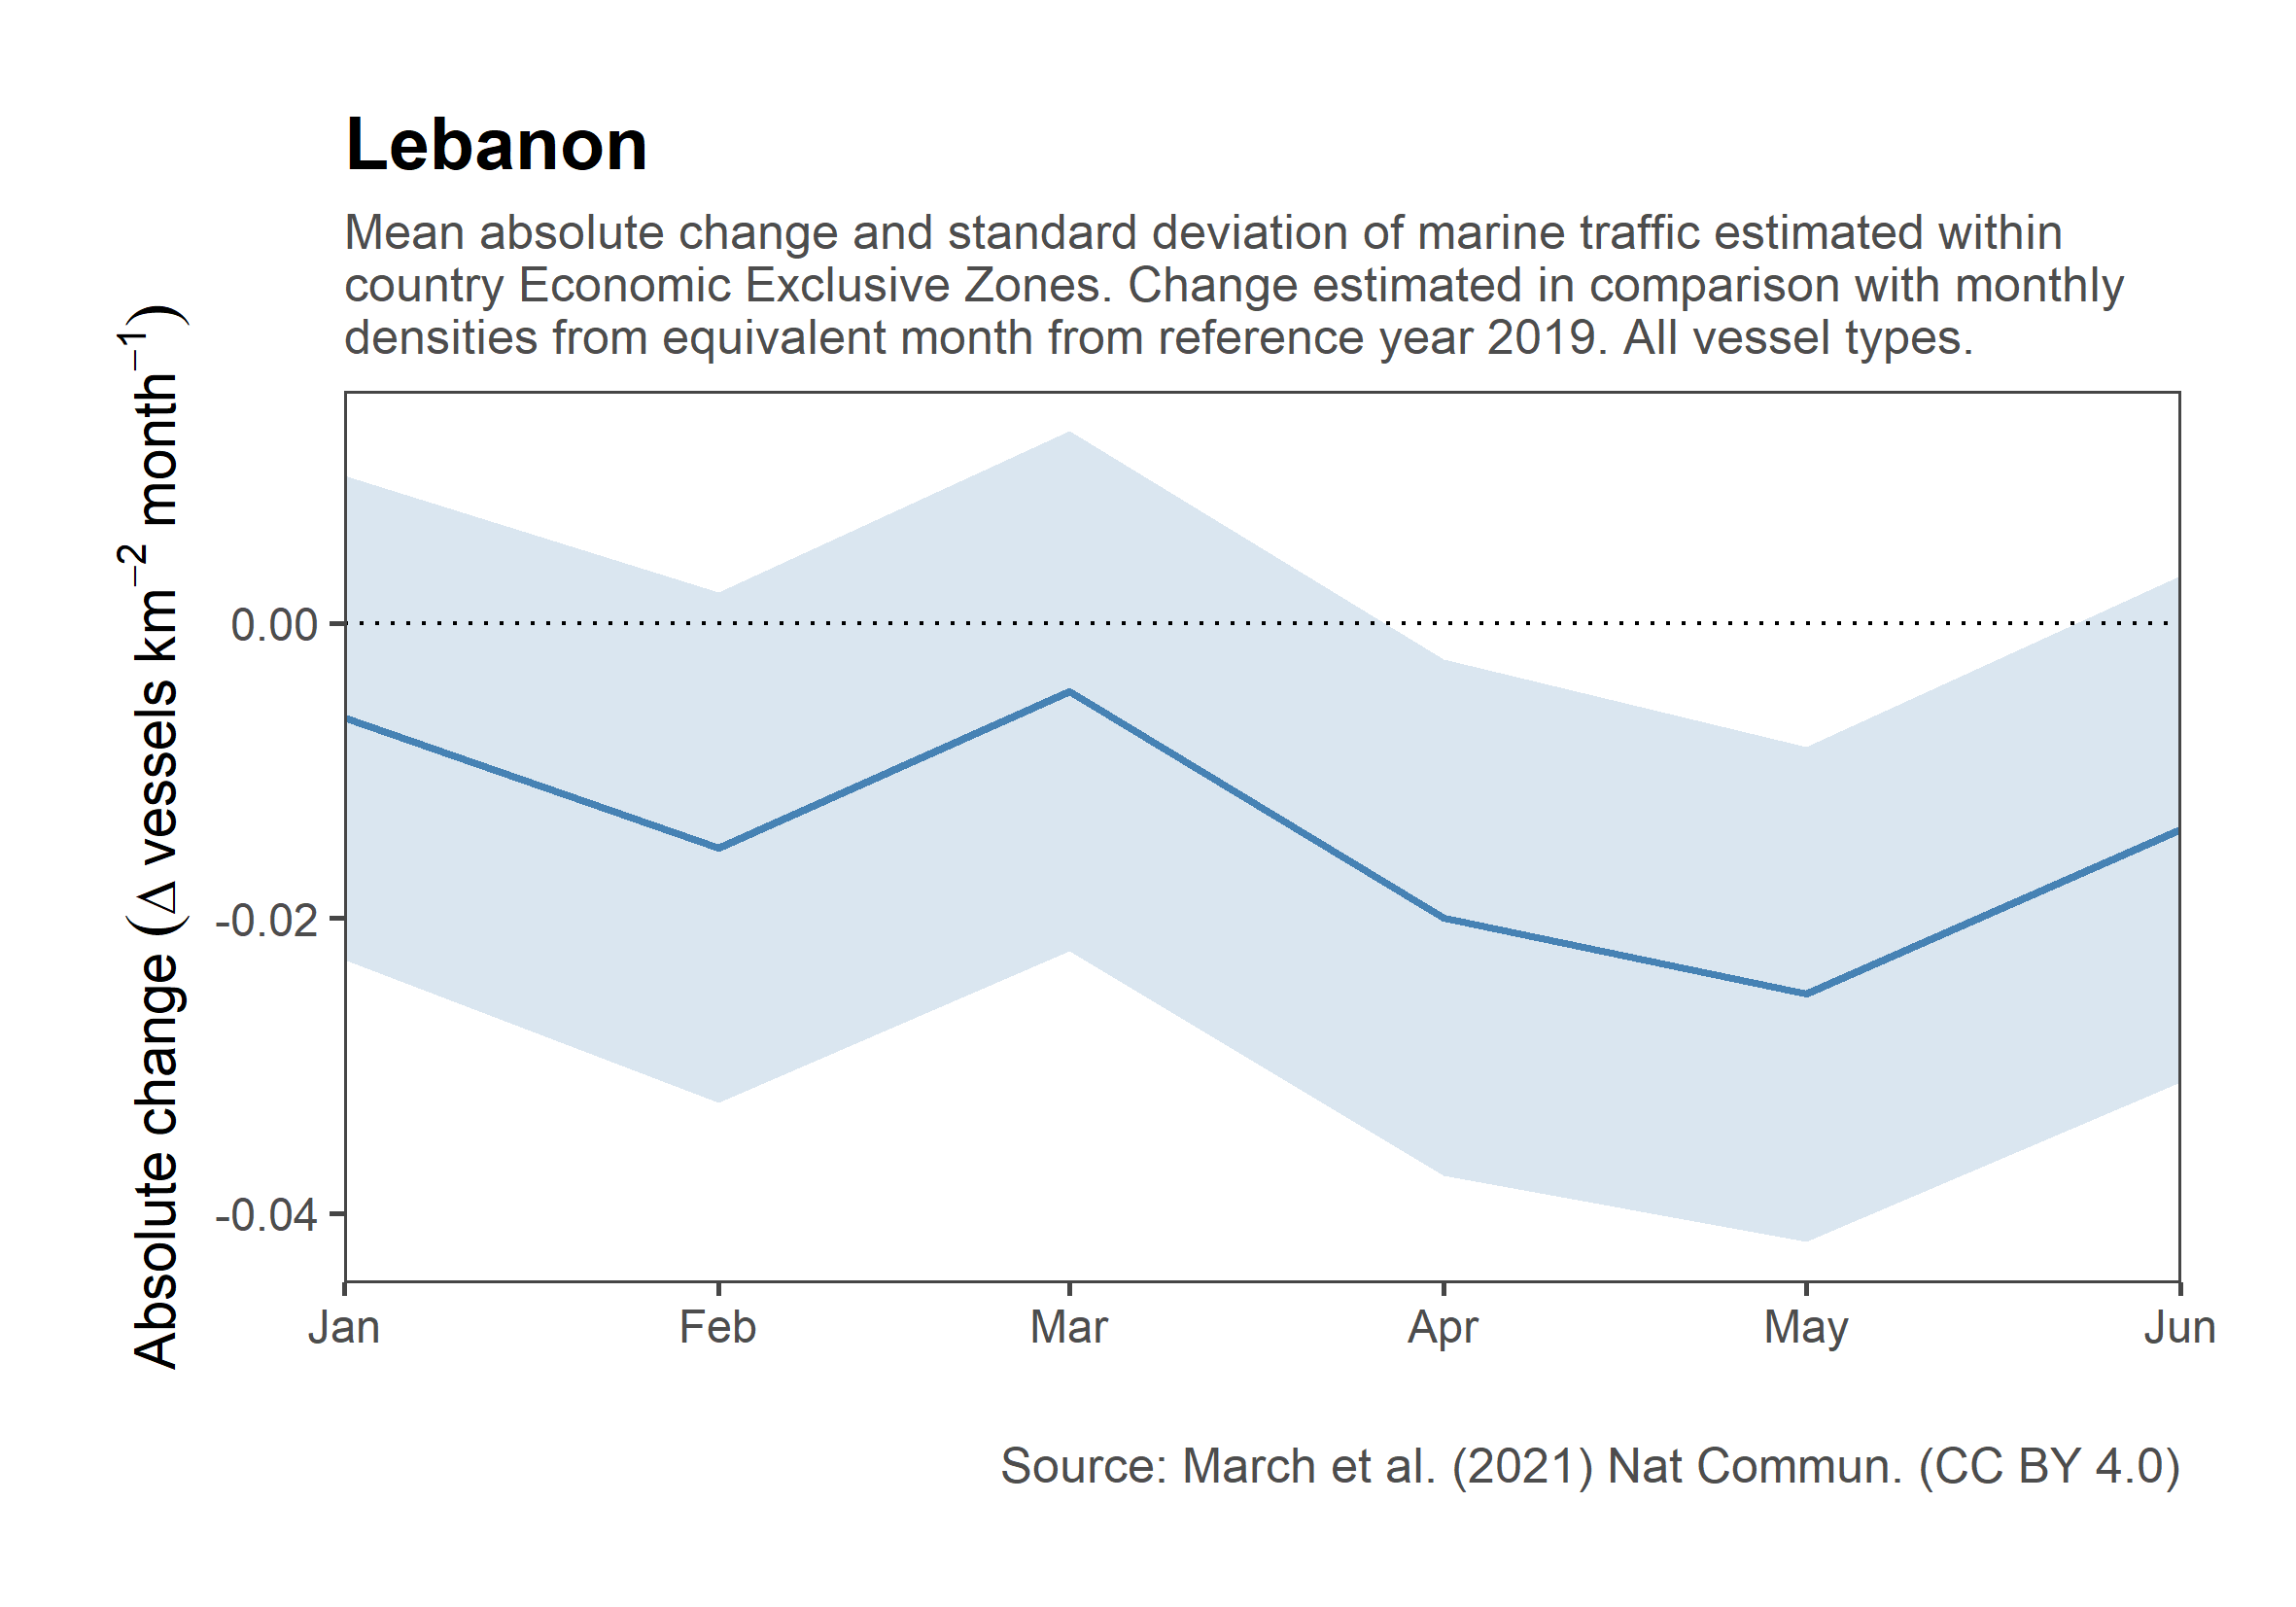 Lebanon
Mean absolute change and standard deviation of marine traffic estimated within
country Economic Exclusive Zones. Change estimated in comparison with monthly
densities from equivalent month from reference year 2019. All vessel types.
Absolute change (Δ vessels km⁻² month⁻¹)
0.00
-0.02
-0.04
Jan Feb Mar Apr May Jun
Source: March et al. (2021) Nat Commun. (CC BY 4.0)